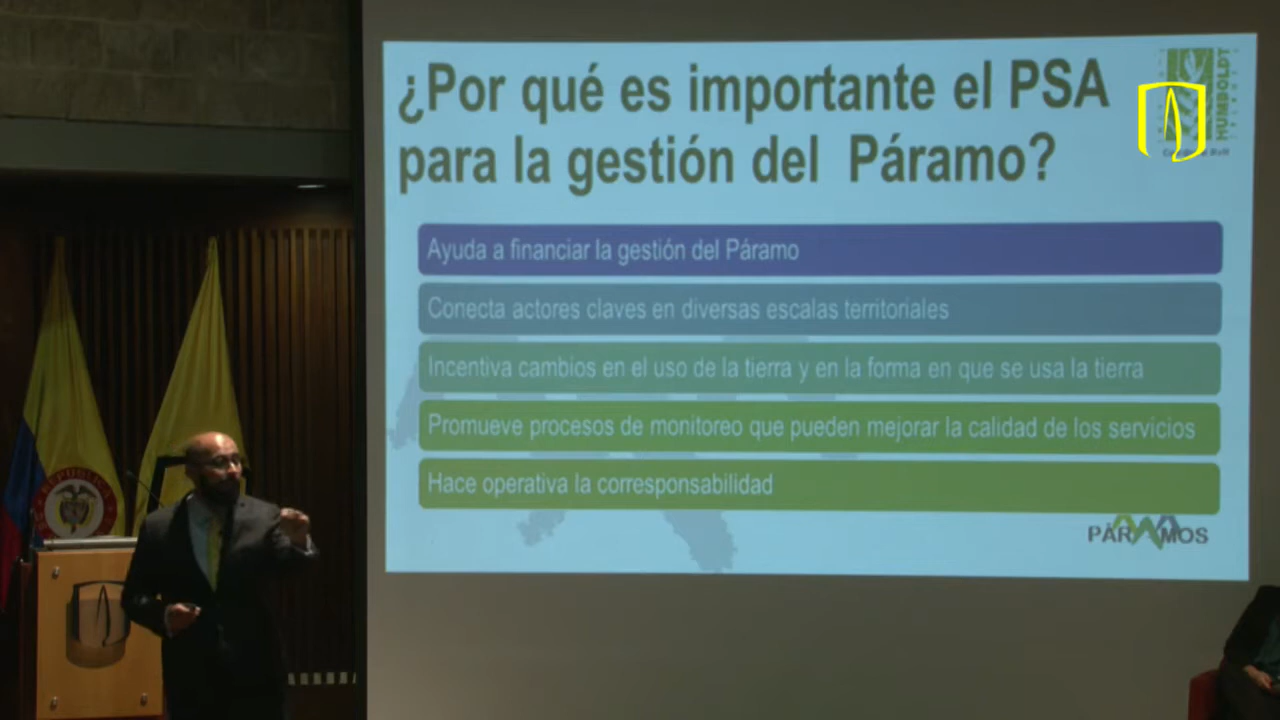 ¿Por qué es importante el PSA
para la gestión del Páramo?
HUMBOLDT
Ayuda a financiar la gestión del Páramo
Conecta actores claves en diversas escalas territoriales
Incentiva cambios en el uso de la tierra y en la forma en que se usa la tierra
Promueve procesos de monitoreo que pueden mejorar la calidad de los servicios
Hace operativa la corresponsabilidad
PÀRAMOS